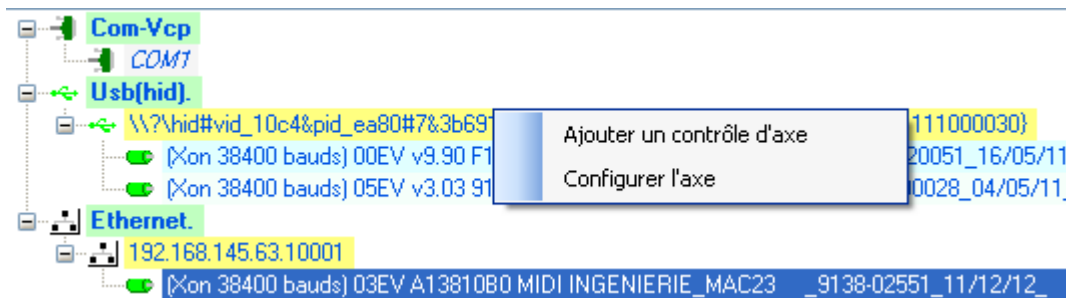 Com-Vcp
COM1
Usb(hid).
\\?\hid#vid_10c4&pid_ea80#7&3b69 111000030}
(Xon 38400 bauds) 00EV v9.90 F1 20051_16/05/11
(Xon 38400 bauds) 05EV v3.03 91 0028_04/05/11_
Ajouter un contrôle d'axe
Configurer l'axe
Ethernet.
192.168.145.63.10001
(Xon 38400 bauds) 03EV A13810B0 MIDI INGENIERIE_MAC23 _9138-02551_11/12/12_